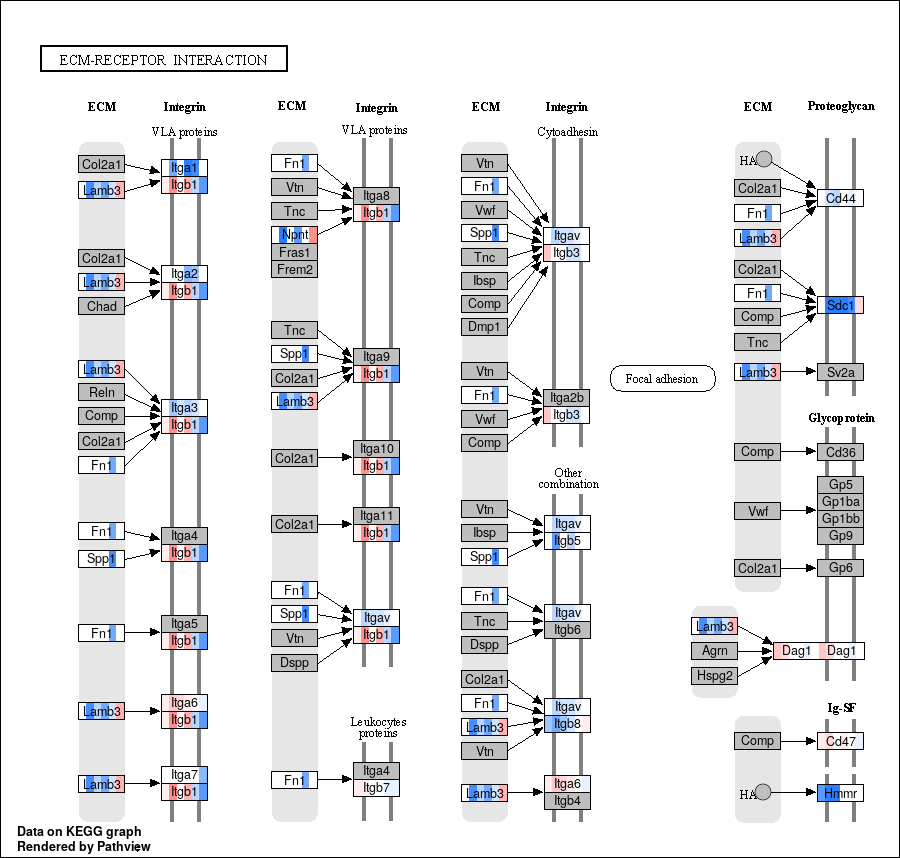 ECM-RECEPTOR INTERACTION
ECM
Integrin
VLA proteins
Col2a1
Lamb3
Itga1
Itgb1
Col2a1
Lamb3
Chad
Itga2
Itgb1
Lamb3
Reln
Comp
Col2a1
Fn1
Itga3
Itgb1
Fn1
Spp1
Itga4
Itgb1
Fn1
Itga5
Itgb1
Lamb3
Itga6
Itgb1
Lamb3
Itga7
Itgb1
ECM
Integrin
VLA proteins
Fn1
Vtn
Tnc
Npnt
Fras1
Frem2
Itga8
Itgb1
Tnc
Spp1
Col2a1
Lamb3
Itga9
Itgb1
Col2a1
Itga10
Itgb1
Col2a1
Itga11
Itgb1
Fn1
Spp1
Vtn
Dspp
Itgav
Itgb1
Leukocytes
proteins
Fn1
Itga4
Itgb7
ECM
Integrin
Cytoadhesin
Vtn
Fn1
Vwf
Spp1
Tnc
Ibsp
Comp
Dmp1
Itgav
Itgb3
Vtn
Fn1
Vwf
Comp
Itga2b
Itgb3
Other
combination
Vtn
Ibsp
Spp1
Itgav
Itgb5
Fn1
Tnc
Dspp
Itgav
Itgb6
Col2a1
Fn1
Lamb3
Vtn
Itgav
Itgb8
Lamb3
Itga6
Itgb4
Focal adhesion
ECM
Proteoglycan
HA
Col2a1
Fn1
Lamb3
Cd44
Col2a1
Fn1
Comp
Tnc
Sdc1
Lamb3
Sv2a
Glycoprotein
Comp
Cd36
Vwf
Gp5
Gp1ba
Gp1bb
Gp9
Col2a1
Gp6
Lamb3
Agrn
Hspg2
Dag1
Dag1
Ig-SF
Comp
Cd47
HA
Hmmr
Data on KEGG graph
Rendered by Pathview